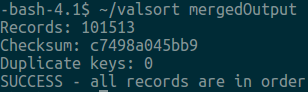 -bash-4.1$ ~/valsort mergedOutput
Records: 101513
Checksum: c7498a045bb9
Duplicate keys: 0
SUCCESS - all records are in order